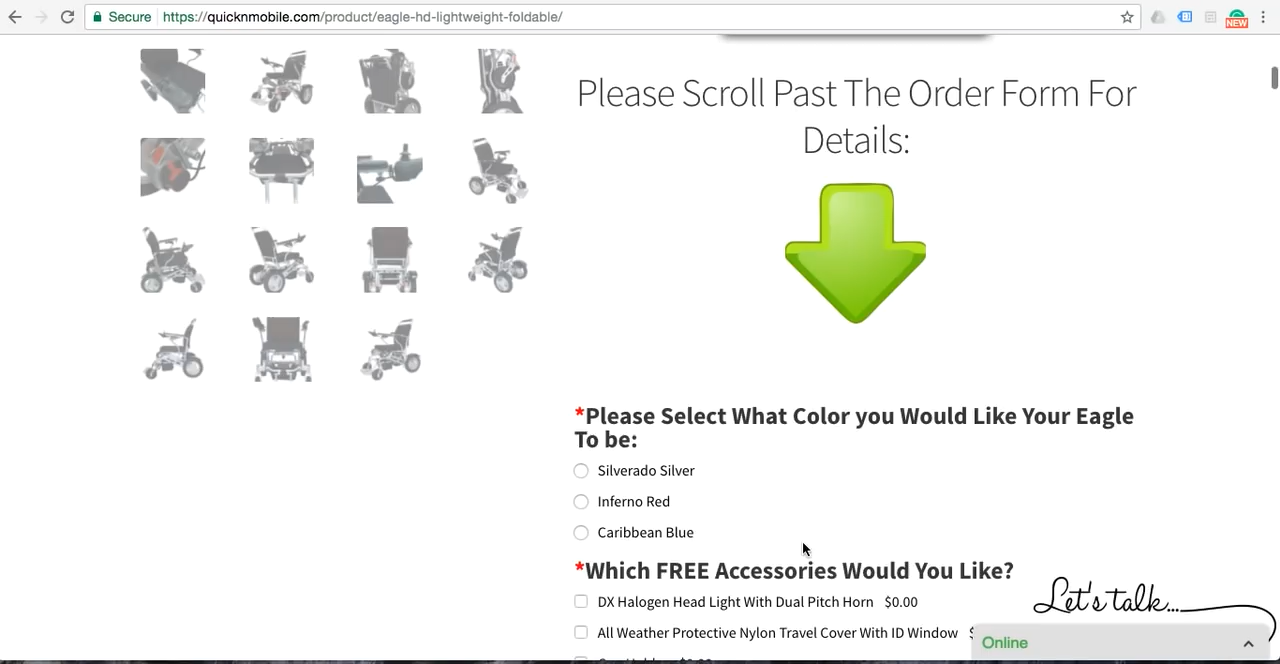 Secure https://quicknmobile.com/product/eagle-hd-lightweight-foldable/
NEW
Please Scroll Past The Order Form For
Details:
*Please Select What Color you Would Like Your Eagle
To be:
Silverado Silver
Inferno Red
Caribbean Blue
*Which FREE Accessories Would You Like?
DX Halogen Head Light With Dual Pitch Horn $0.00
All Weather Protective Nylon Travel Cover With ID Window
Let's talk...
Online